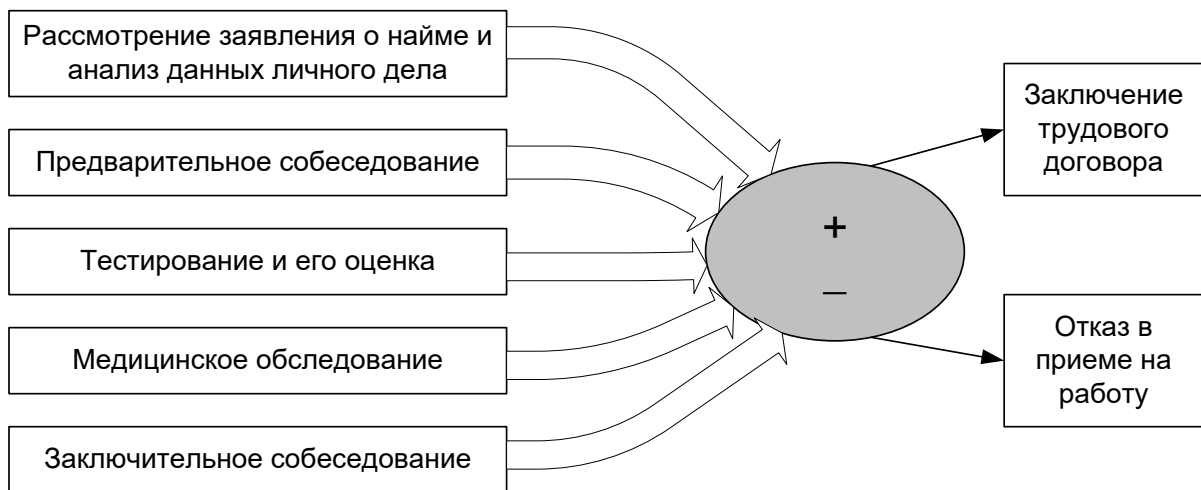 Рассмотрение заявления о найме и
анализ данных личного дела
Предварительное собеседование
Тестирование и его оценка
Медицинское обследование
Заключительное собеседование
+
–
Заключение
трудового
договора
Отказ в
приеме на
работу